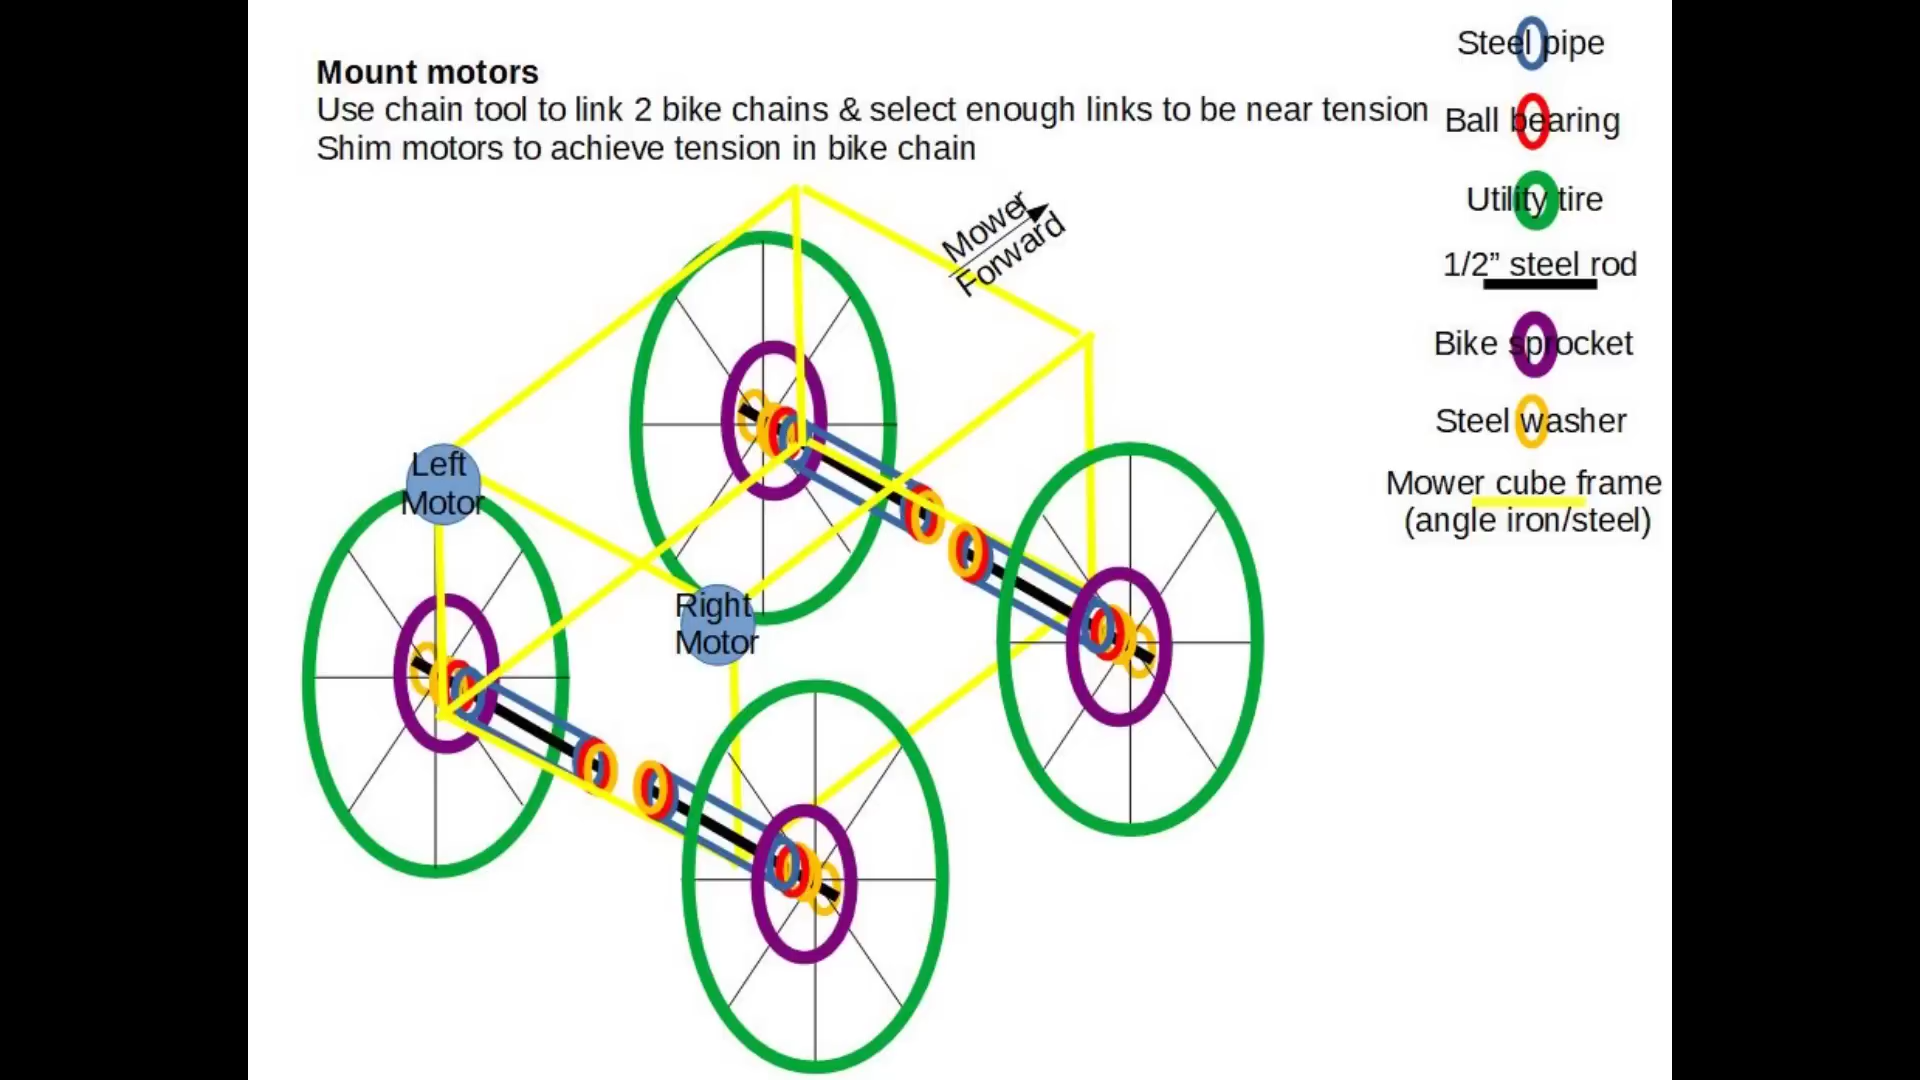 Mount motors
Use chain tool to link 2 bike chains & select enough links to be near tension
Shim motors to achieve tension in bike chain
Mower
Forward
Left
Motor
Right
Motor
Steel pipe
Ball bearing
Utility tire
1/2” steel rod
Bike sprocket
Steel washer
Mower cube frame
(angle iron/steel)